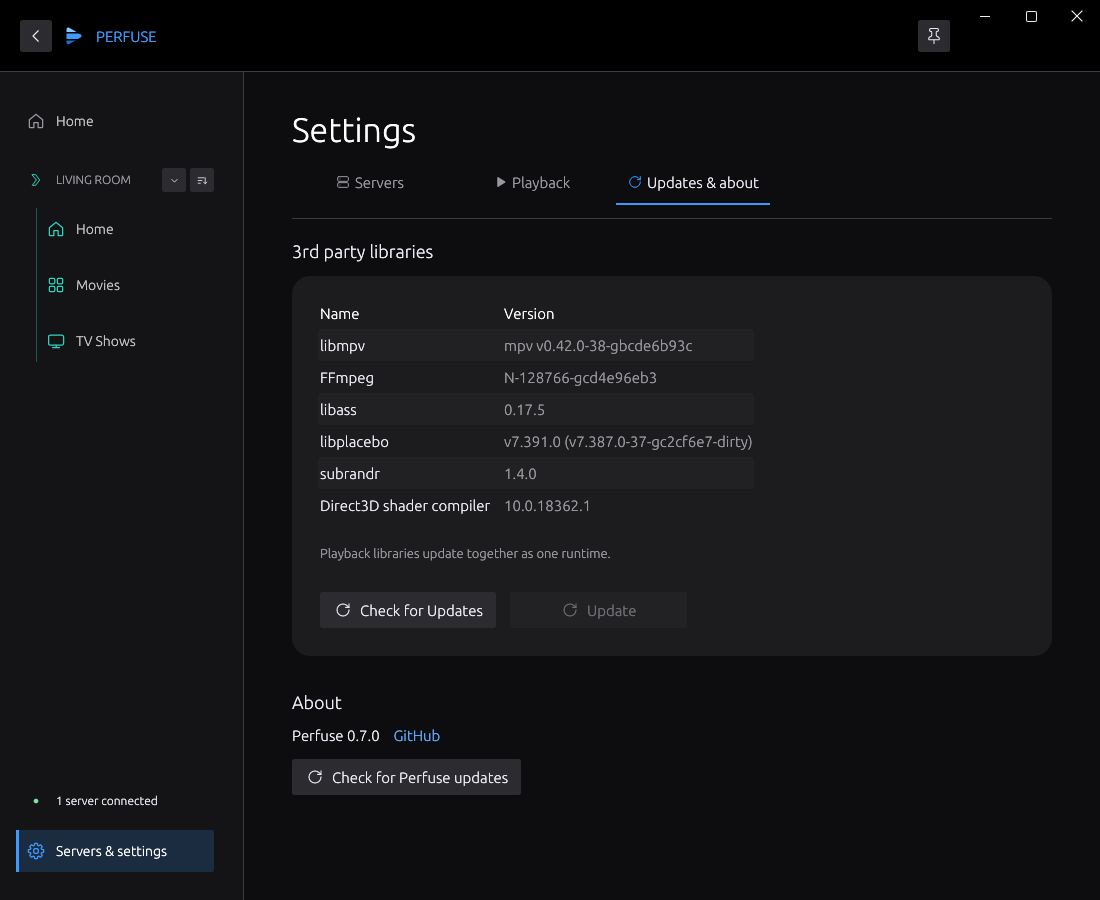 PERFUSE
Home
LIVING ROOM
Home
Movies
TV Shows
1 server connected
Servers & settings
Settings
Servers Playback Updates & about
3rd party libraries
Name Version
libmpv mpv v0.42.0-38-gbcde6b93c
FFmpeg N-128766-gcd4e96eb3
libass 0.17.5
libplacebo v7.391.0 (v7.387.0-37-gc2cf6e7-dirty)
subrandr 1.4.0
Direct3D shader compiler 10.0.18362.1
Playback libraries update together as one runtime.
Check for Updates Update
About
Perfuse 0.7.0 GitHub
Check for Perfuse updates